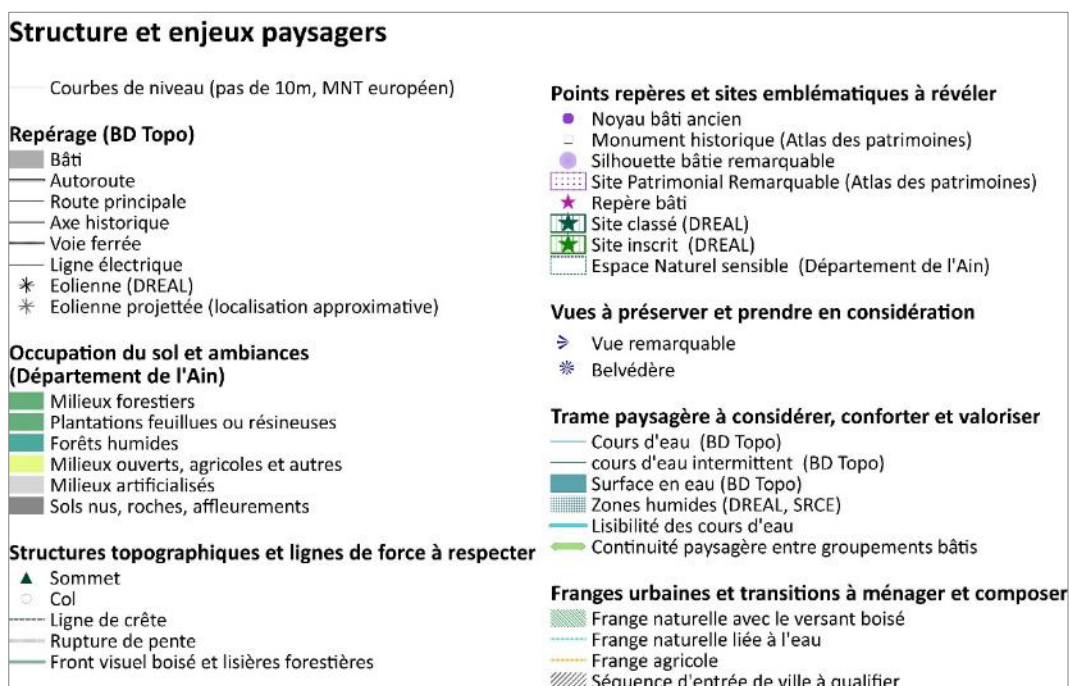 Structure et enjeux paysagers
Courbes de niveau (pas de 10m, MNT européen)
Repérage (BD Topo)
Bâti
Autoroute
Route principale
Axe historique
Voie ferrée
Ligne électrique
Eolienne (DREAL)
Eolienne projettée (localisation approximative)
Occupation du sol et ambiances
(Département de l'Ain)
Milieux forestiers
Plantations feuillues ou résineuses
Forêts humides
Milieux ouverts, agricoles et autres
Milieux artificialisés
Sols nus, roches, affleurements
Structures topographiques et lignes de force à respecter
Sommet
Col
Ligne de crête
Rupture de pente
Front visuel boisé et lisières forestières
Points repères et sites emblématiques à révéler
Noyau bâti ancien
Monument historique (Atlas des patrimoines)
Silhouette bâtie remarquable
Site Patrimonial Remarquable (Atlas des patrimoines)
Repère bâti
Site classé (DREAL)
Site inscrit (DREAL)
Espace Naturel sensible (Département de l'Ain)
Vues à préserver et prendre en considération
Vue remarquable
Belvédère
Trame paysagère à considérer, conforter et valoriser
Cours d'eau (BD Topo)
cours d'eau intermittent (BD Topo)
Surface en eau (BD Topo)
Zones humides (DREAL, SRCE)
Lisibilité des cours d'eau
Continuité paysagère entre groupements bâtis
Franges urbaines et transitions à ménager et composer
Frange naturelle avec le versant boisé
Frange naturelle liée à l'eau
Frange agricole
Séquence d'entrée de ville à qualifier